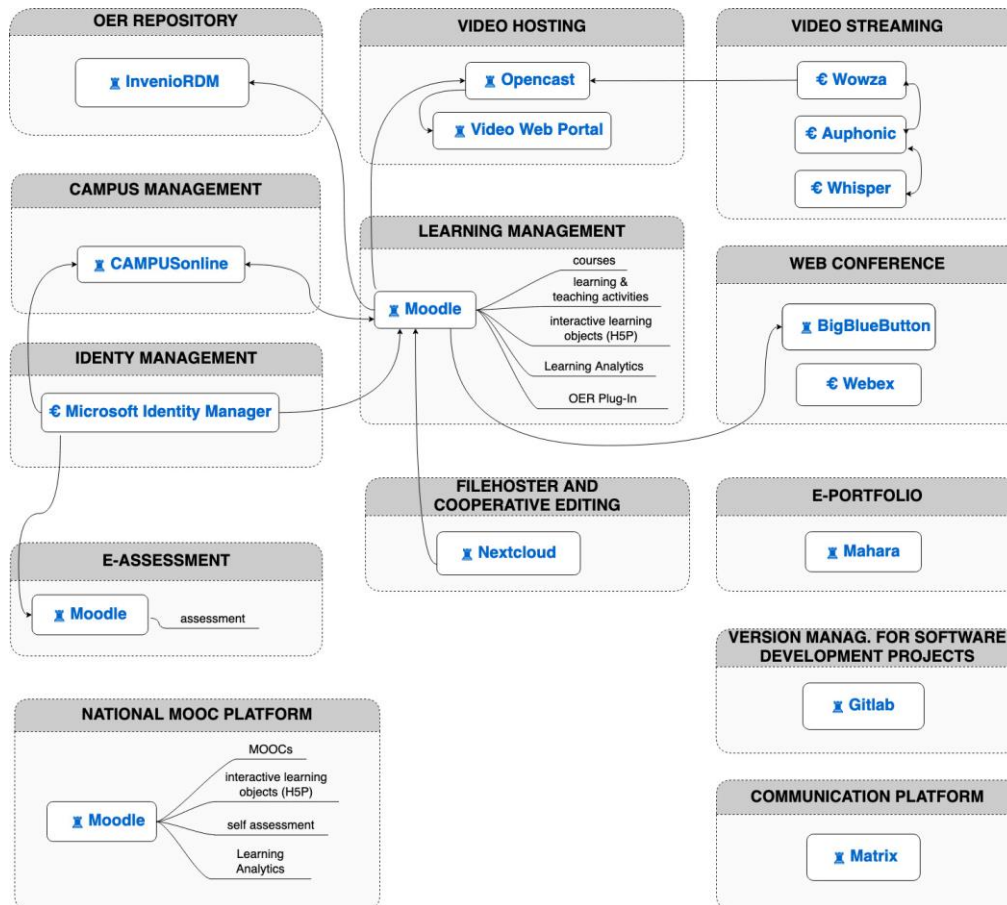 OER REPOSITORY
InvenioRDM
VIDEO HOSTING
Opencast
Video Web Portal
VIDEO STREAMING
€ Wowza
€ Auphonic
€ Whisper
CAMPUS MANAGEMENT
CAMPUSonline
LEARNING MANAGEMENT
Moodle
courses
learning &
teaching activities
interactive learning
objects (H5P)
Learning Analytics
OER Plug-In
WEB CONFERENCE
BigBlueButton
€ Webex
IDENTY MANAGEMENT
€ Microsoft Identity Manager
FILEHOSTER AND
COOPERATIVE EDITING
Nextcloud
E-PORTFOLIO
Mahara
E-ASSESSMENT
Moodle
assessment
VERSION MANAG. FOR SOFTWARE
DEVELOPMENT PROJECTS
Gitlab
NATIONAL MOOC PLATFORM
Moodle
MOOCs
interactive learning
objects (H5P)
self assessment
Learning
Analytics
COMMUNICATION PLATFORM
Matrix